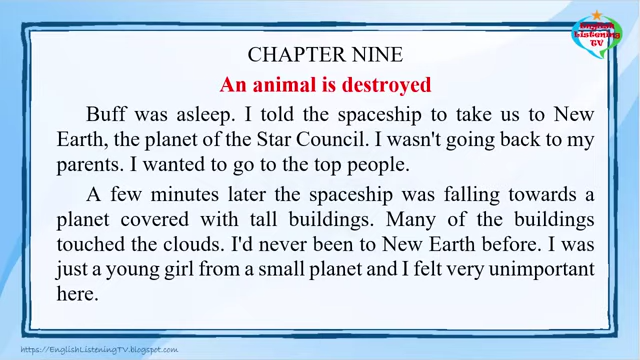 English
Listening
TV
CHAPTER NINE
An animal is destroyed
Buff was asleep. I told the spaceship to take us to New
Earth, the planet of the Star Council. I wasn't going back to my
parents. I wanted to go to the top people.
A few minutes later the spaceship was falling towards a
planet covered with tall buildings. Many of the buildings
touched the clouds. I'd never been to New Earth before. I was
just a young girl from a small planet and I felt very unimportant
here.
https://EnglishListeningTV.blogspot.com